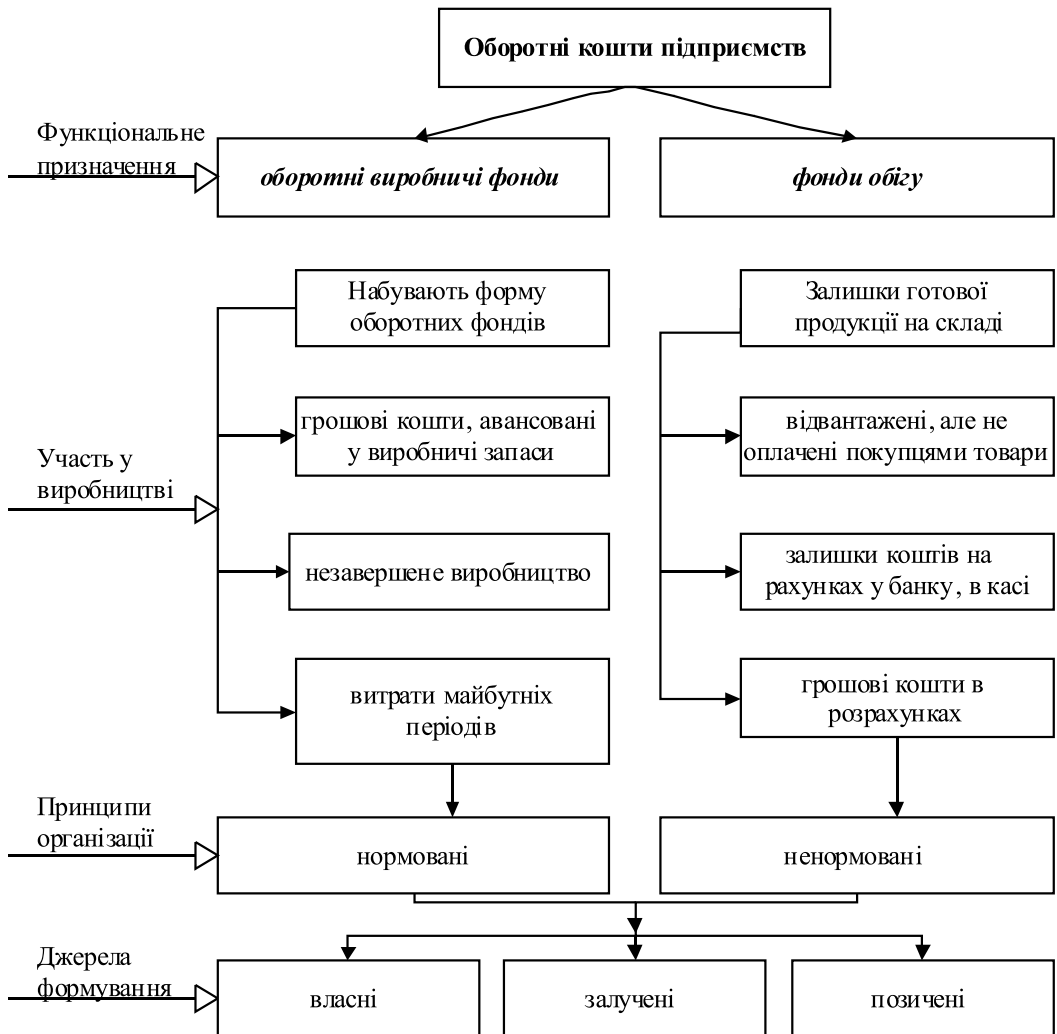 Оборотні кошти підприємств
Функціональне
призначення
оборотні виробничі фонди
фонди обігу
Набувають форму
оборотних фондів
Залишки готової
продукції на складі
грошові кошти, авансовані
у виробничі запаси
відвантажені, але не
оплачені покупцями товари
Участь у
виробництві
незавершене виробництво
залишки коштів на
рахунках у банку, в касі
витрати майбутніх
періодів
грошові кошти в
розрахунках
Принципи
організації
нормовані
ненормовані
Джерела
формування
власні
залучені
позичені